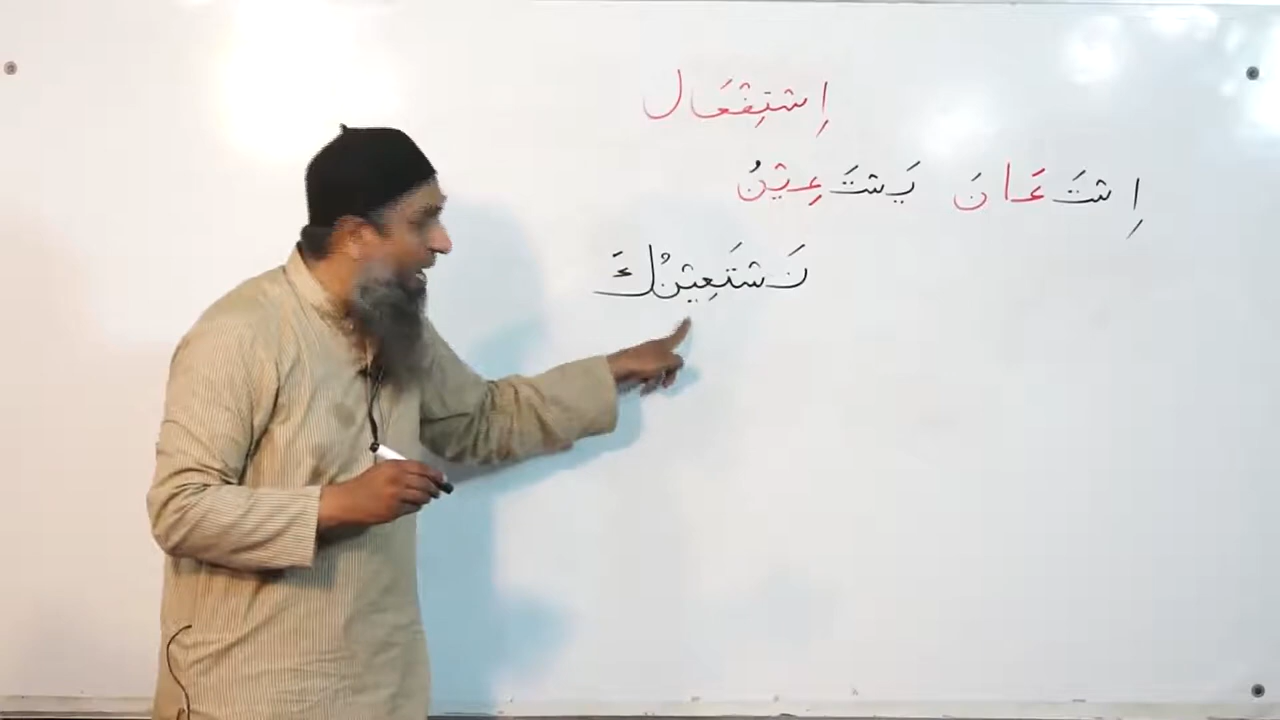 اِسْتِفْعَال
اِسْتَعَانَ يَسْتَعِيْنُ
نَسْتَعِيْنُكَ